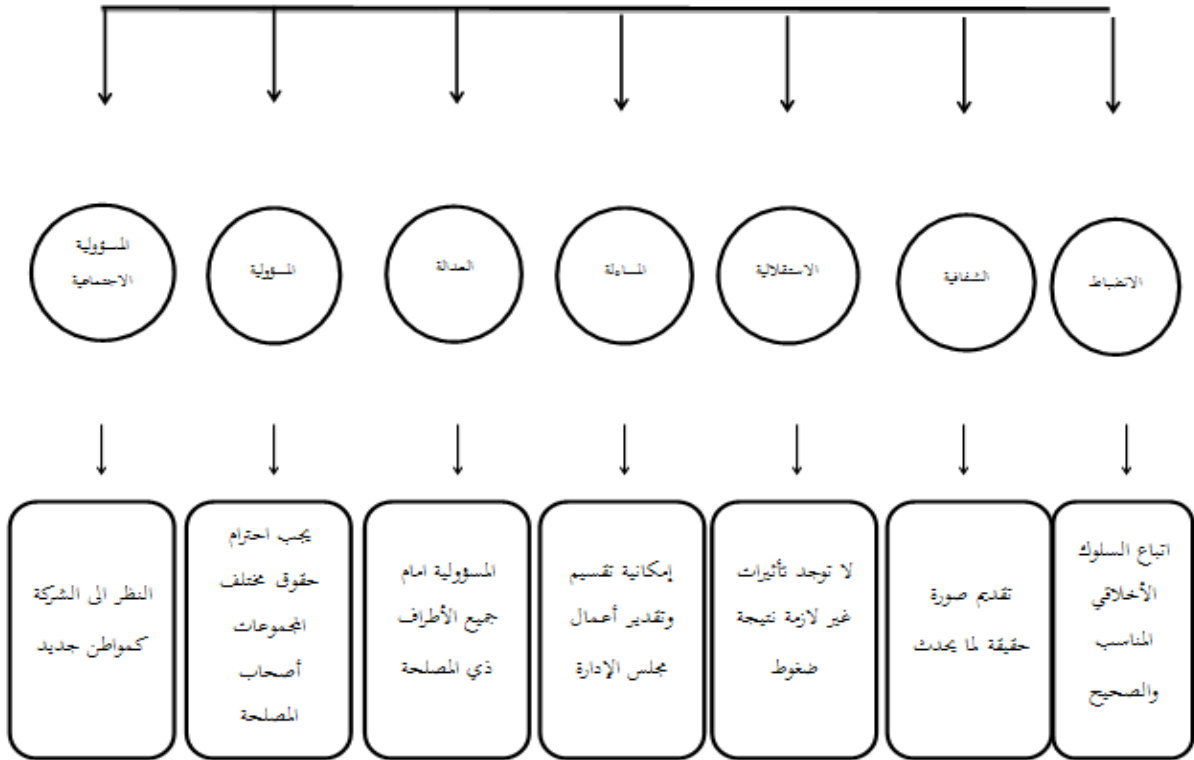 الانضباط
الشفافية
الاستقلالية
المساءلة
العدالة
المسؤولية
المسؤولية
الاجتماعية
اتباع السلوك
الأخلاقي
المناسب
والصحيح
تقديم صورة
حقيقة لما يحدث
لا توجد تأثيرات
غير لازمة نتيجة
ضغوط
إمكانية تقسيم
وتقدير أعمال
مجلس الإدارة
المسؤولية امام
جميع الأطراف
ذي المصلحة
يجب احترام
حقوق مختلف
المجموعات
أصحاب
المصلحة
النظر الى الشركة
كمواطن جديد